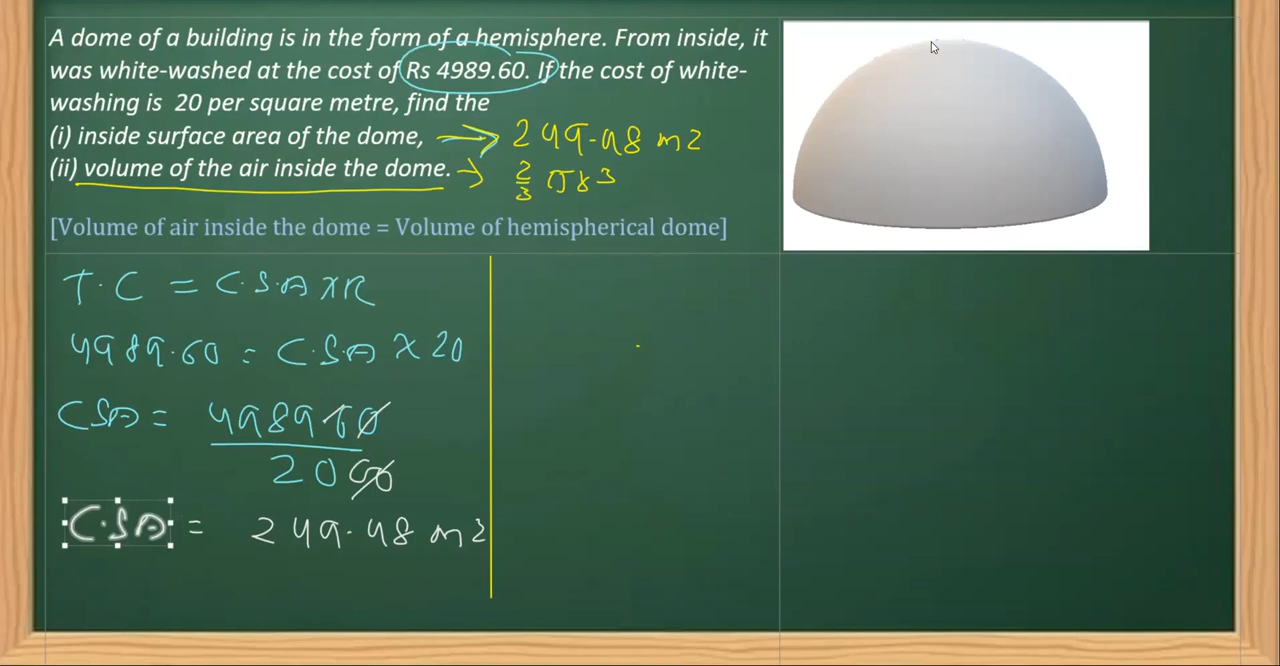 A dome of a building is in the form of a hemisphere. From inside, it
was white-washed at the cost of Rs 4989.60. If the cost of white-
washing is 20 per square metre, find the
(i) inside surface area of the dome, → 249.48 m2
(ii) volume of the air inside the dome. → 2/3 πr3
[Volume of air inside the dome = Volume of hemispherical dome]
T.C = C.S.A x R
4989.60 = C.S.A x 20
CSA = 498960/2000
C.S.A = 249.48 m2